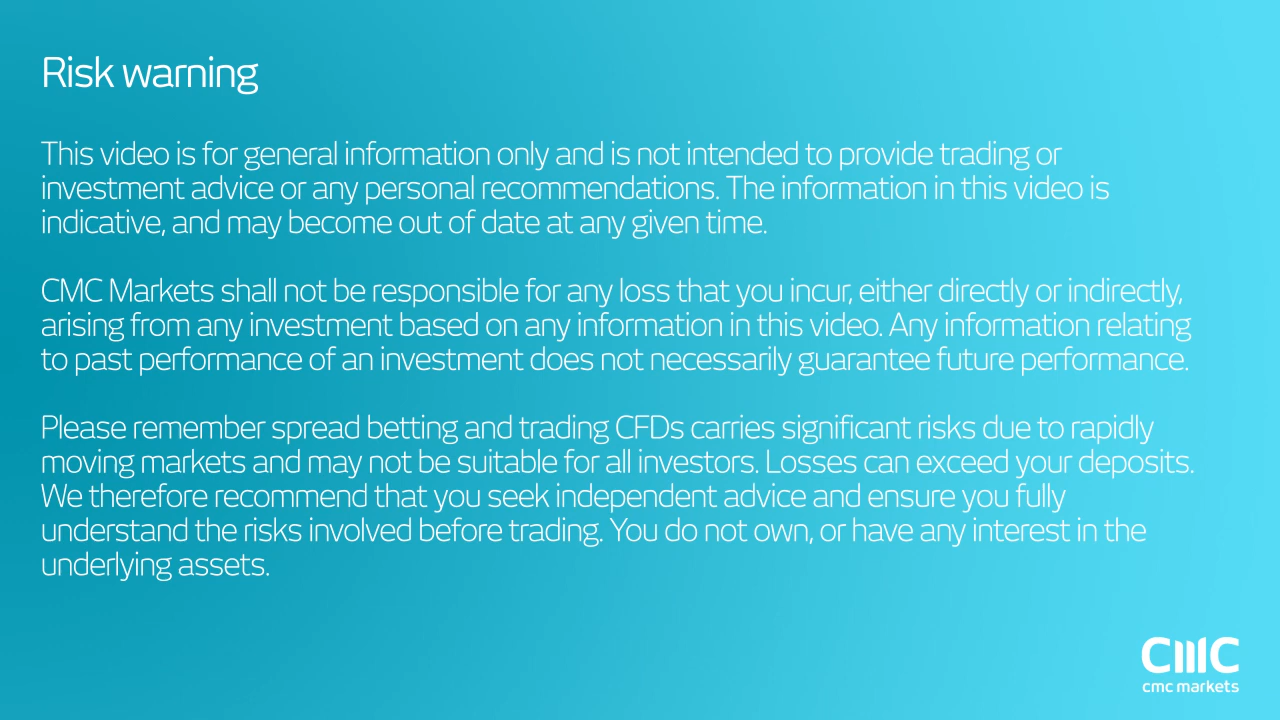 Risk warning
This video is for general information only and is not intended to provide trading or
investment advice or any personal recommendations. The information in this video is
indicative, and may become out of date at any given time.
CMC Markets shall not be responsible for any loss that you incur, either directly or indirectly,
arising from any investment based on any information in this video. Any information relating
to past performance of an investment does not necessarily guarantee future performance.
Please remember spread betting and trading CFDs carries significant risks due to rapidly
moving markets and may not be suitable for all investors. Losses can exceed your deposits.
We therefore recommend that you seek independent advice and ensure you fully
understand the risks involved before trading. You do not own, or have any interest in the
underlying assets.
cmc
cmc markets